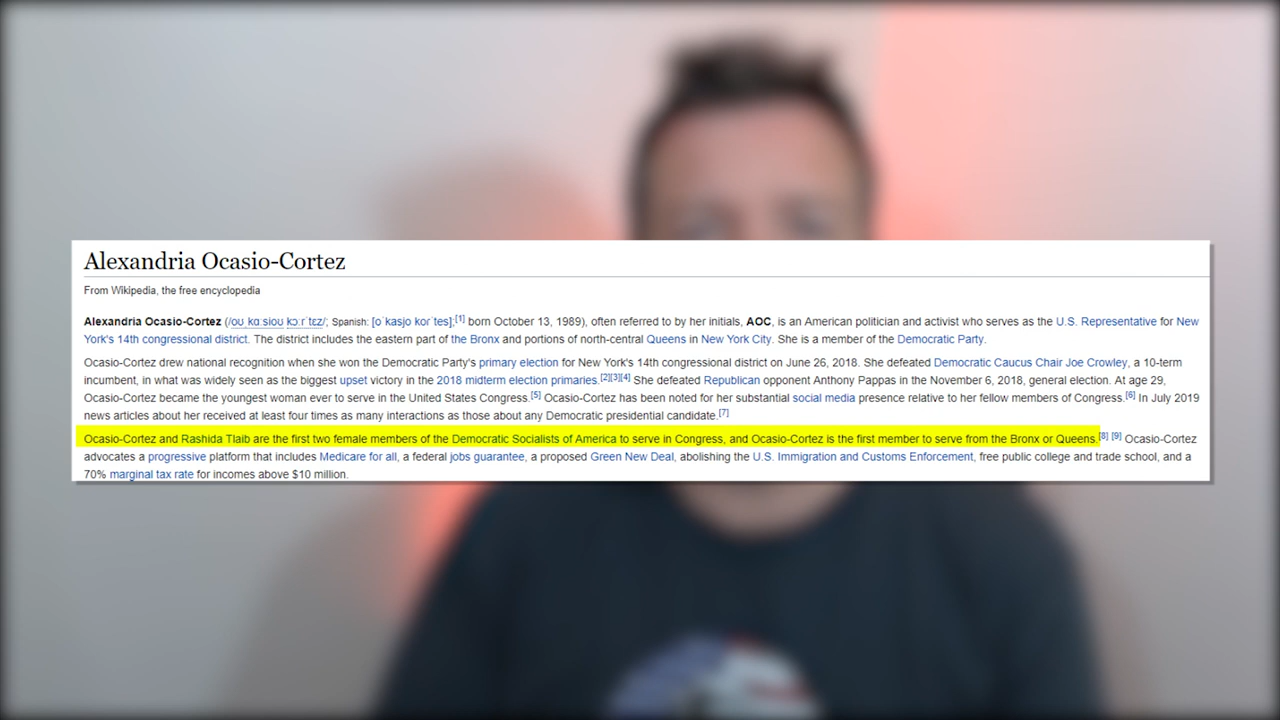 Alexandria Ocasio-Cortez
From Wikipedia, the free encyclopedia
Alexandria Ocasio-Cortez (/oʊˌkɑːsioʊ kɔːrˈtɛz/; Spanish: [oˈkasjo koɾˈtes];[1] born October 13, 1989), often referred to by her initials, AOC, is an American politician and activist who serves as the U.S. Representative for New
York's 14th congressional district. The district includes the eastern part of the Bronx and portions of north-central Queens in New York City. She is a member of the Democratic Party.
Ocasio-Cortez drew national recognition when she won the Democratic Party's primary election for New York's 14th congressional district on June 26, 2018. She defeated Democratic Caucus Chair Joe Crowley, a 10-term
incumbent, in what was widely seen as the biggest upset victory in the 2018 midterm election primaries.[2][3][4] She defeated Republican opponent Anthony Pappas in the November 6, 2018, general election. At age 29,
Ocasio-Cortez became the youngest woman ever to serve in the United States Congress.[5] Ocasio-Cortez has been noted for her substantial social media presence relative to her fellow members of Congress.[6] In July 2019
news articles about her received at least four times as many interactions as those about any Democratic presidential candidate.[7]
Ocasio-Cortez and Rashida Tlaib are the first two female members of the Democratic Socialists of America to serve in Congress, and Ocasio-Cortez is the first member to serve from the Bronx or Queens.[8] [9] Ocasio-Cortez
advocates a progressive platform that includes Medicare for all, a federal jobs guarantee, a proposed Green New Deal, abolishing the U.S. Immigration and Customs Enforcement, free public college and trade school, and a
70% marginal tax rate for incomes above $10 million.